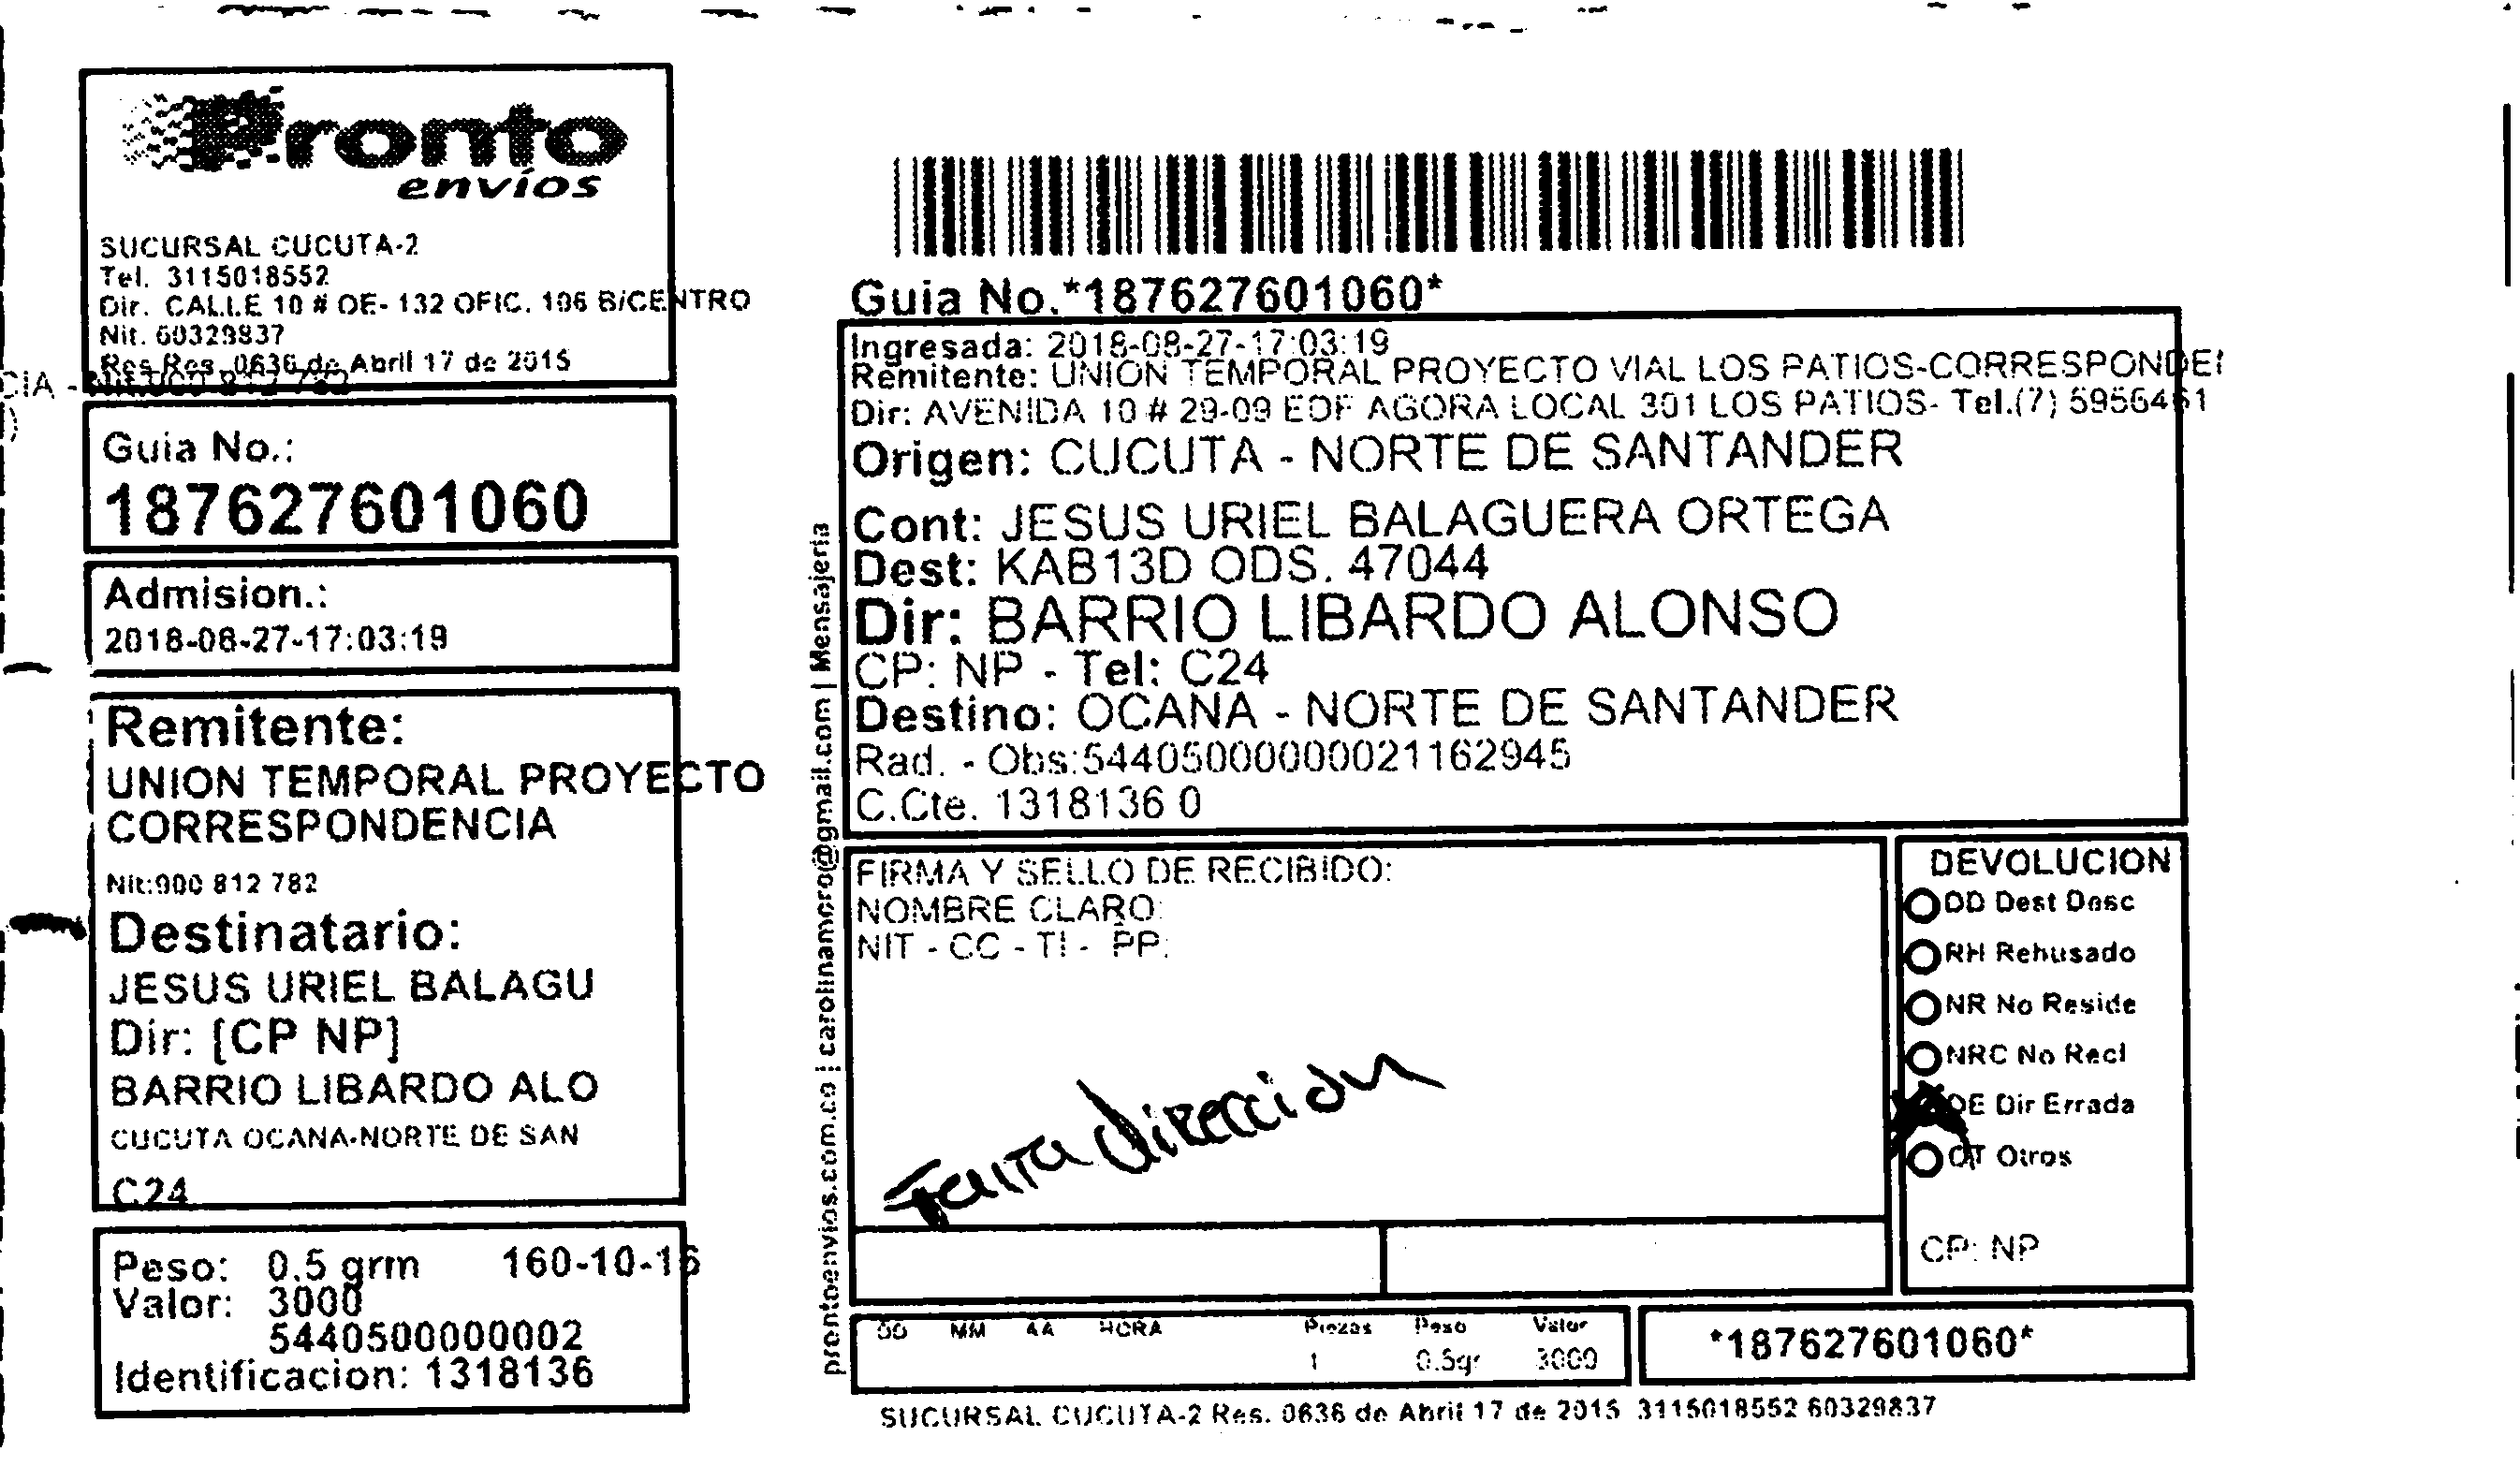 Pronto
envíos
SUCURSAL CUCUTA-2
Tel. 3115018552
Dir. CALLE 10 # OE- 132 OFIC. 106 B/CENTRO
Nit. 60329837
Res Res. 0636 de Abril 17 de 2015
CIA -
Guia No.:
187627601060
Admision.:
2018-08-27-17:03:19
Remitente:
UNION TEMPORAL PROYECTO
CORRESPONDENCIA
Nit:900 812 782
Destinatario:
JESUS URIEL BALAGU
Dir: [CP NP]
BARRIO LIBARDO ALO
CUCUTA OCANA-NORTE DE SAN
C24
Peso: 0.5 grm 160-10-16
Valor: 3000
5440500000002
Identificacion: 1318136
prontoenvios.com.co | carolinamoro@gmail.com | Mensajeria
Guia No.*187627601060*
Ingresada: 2018-08-27-17:03:19
Remitente: UNION TEMPORAL PROYECTO VIAL LOS PATIOS-CORRESPONDE
Dir: AVENIDA 10 # 29-09 EDF AGORA LOCAL 301 LOS PATIOS- Tel.(7) 5956461
Origen: CUCUTA - NORTE DE SANTANDER
Cont: JESUS URIEL BALAGUERA ORTEGA
Dest: KAB13D ODS. 47044
Dir: BARRIO LIBARDO ALONSO
CP: NP - Tel: C24
Destino: OCANA - NORTE DE SANTANDER
Rad. - Obs:54405000000021162945
C.Cte. 1318136 0
FIRMA Y SELLO DE RECIBIDO:
NOMBRE CLARO:
NIT - CC - TI - PP:
Falta dirección
DEVOLUCION
DD Dest Desc
RH Rehusado
NR No Reside
NRC No Recl
DE Dir Errada
OT Otros
CP: NP
DD MM AA HORA Piezas Peso Valor
1 0.5gr 3000
*187627601060*
SUCURSAL CUCUTA-2 Res. 0636 de Abril 17 de 2015 3115018552 60329837